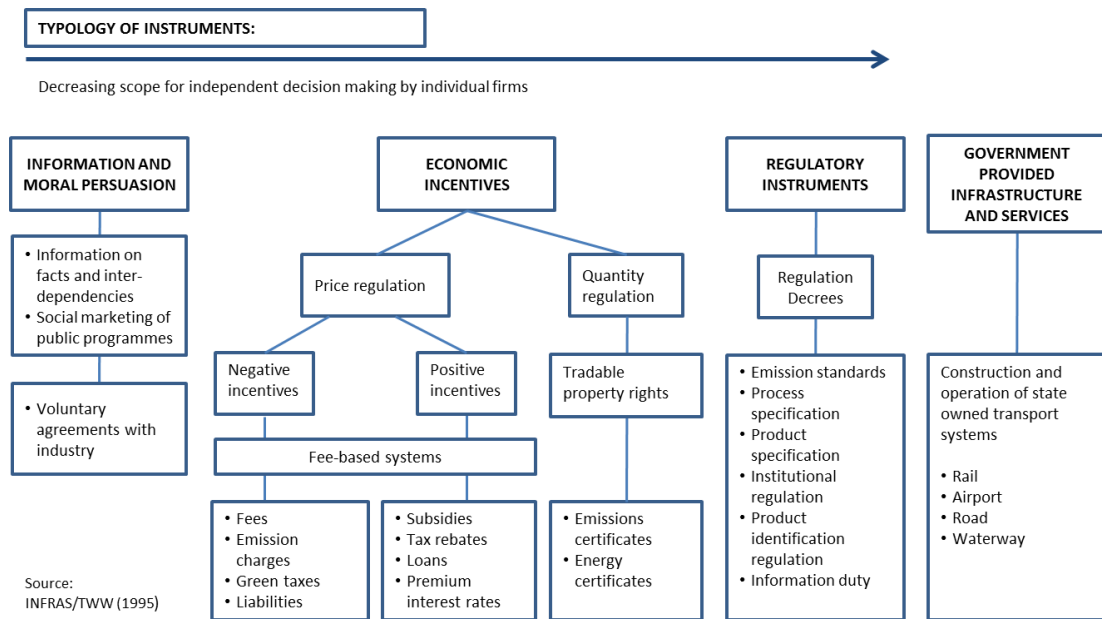 TYPOLOGY OF INSTRUMENTS:
Decreasing scope for independent decision making by individual firms
INFORMATION AND
MORAL PERSUASION
• Information on
facts and inter-
dependencies
• Social marketing of
public programmes
• Voluntary
agreements with
industry
ECONOMIC
INCENTIVES
Price regulation
Quantity
regulation
Negative
incentives
Positive
incentives
Tradable
property rights
Fee-based systems
• Fees
• Emission
charges
• Green taxes
• Liabilities
• Subsidies
• Tax rebates
• Loans
• Premium
interest rates
• Emissions
certificates
• Energy
certificates
REGULATORY
INSTRUMENTS
Regulation
Decrees
• Emission standards
• Process
specification
• Product
specification
• Institutional
regulation
• Product
identification
regulation
• Information duty
GOVERNMENT
PROVIDED
INFRASTRUCTURE
AND SERVICES
Construction and
operation of state
owned transport
systems
• Rail
• Airport
• Road
• Waterway
Source:
INFRAS/TWW (1995)